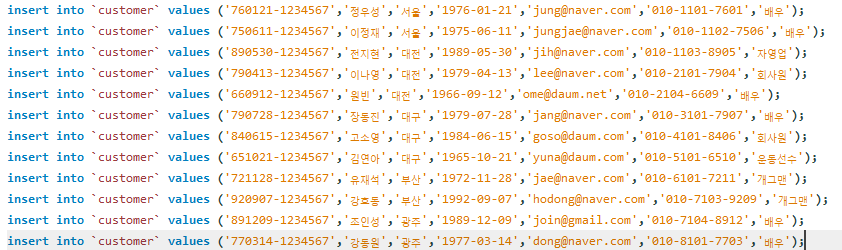 insert into `customer` values ('760121-1234567','정우성','서울','1976-01-21','jung@naver.com','010-1101-7601','배우');
insert into `customer` values ('750611-1234567','이정재','서울','1975-06-11','jungjae@naver.com','010-1102-7506','배우');
insert into `customer` values ('890530-1234567','전지현','대전','1989-05-30','jih@naver.com','010-1103-8905','자영업');
insert into `customer` values ('790413-1234567','이나영','대전','1979-04-13','lee@naver.com','010-2101-7904','회사원');
insert into `customer` values ('660912-1234567','원빈','대전','1966-09-12','ome@daum.net','010-2104-6609','배우');
insert into `customer` values ('790728-1234567','장동진','대구','1979-07-28','jang@naver.com','010-3101-7907','배우');
insert into `customer` values ('840615-1234567','고소영','대구','1984-06-15','goso@daum.com','010-4101-8406','회사원');
insert into `customer` values ('651021-1234567','김연아','대구','1965-10-21','yuna@daum.com','010-5101-6510','운동선수');
insert into `customer` values ('721128-1234567','유재석','부산','1972-11-28','jae@naver.com','010-6101-7211','개그맨');
insert into `customer` values ('920907-1234567','강호동','부산','1992-09-07','hodong@naver.com','010-7103-9209','개그맨');
insert into `customer` values ('891209-1234567','조인성','광주','1989-12-09','join@gmail.com','010-7104-8912','배우');
insert into `customer` values ('770314-1234567','강동원','광주','1977-03-14','dong@naver.com','010-8101-7703','배우');